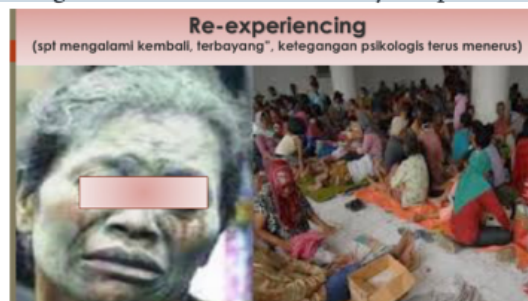 Re-experiencing
(spt mengalami kembali, terbayang", ketegangan psikologis terus menerus)